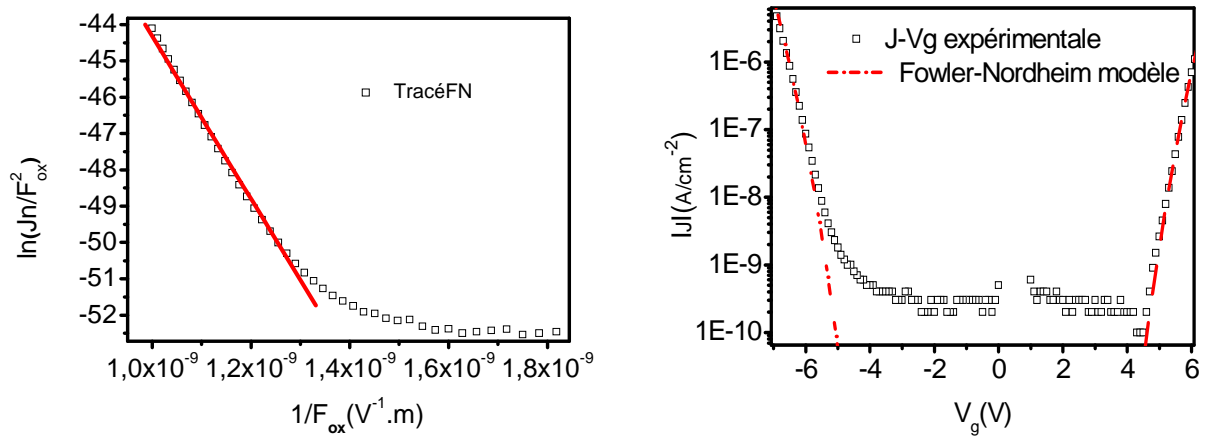 -44
-45
-46
-47
-48
-49
-50
-51
-52
ln(Jn/F²ox)
TracéFN
1,0x10⁻⁹ 1,2x10⁻⁹ 1,4x10⁻⁹ 1,6x10⁻⁹ 1,8x10⁻⁹
1/Fox(V⁻¹.m)
1E-6
1E-7
1E-8
1E-9
1E-10
IJI(A/cm⁻²)
J-Vg expérimentale
Fowler-Nordheim modèle
-6 -4 -2 0 2 4 6
Vg(V)